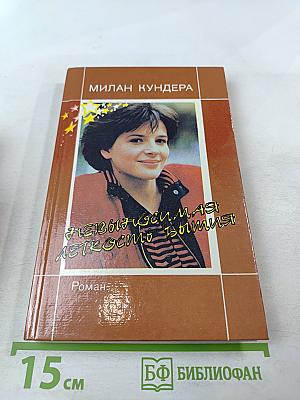 МИЛАН КУНДЕРА
НЕВЫНОСИМАЯ
ЛЕГКОСТЬ БЫТИЯ
Роман
15 см
БФ БИБЛИОФАН